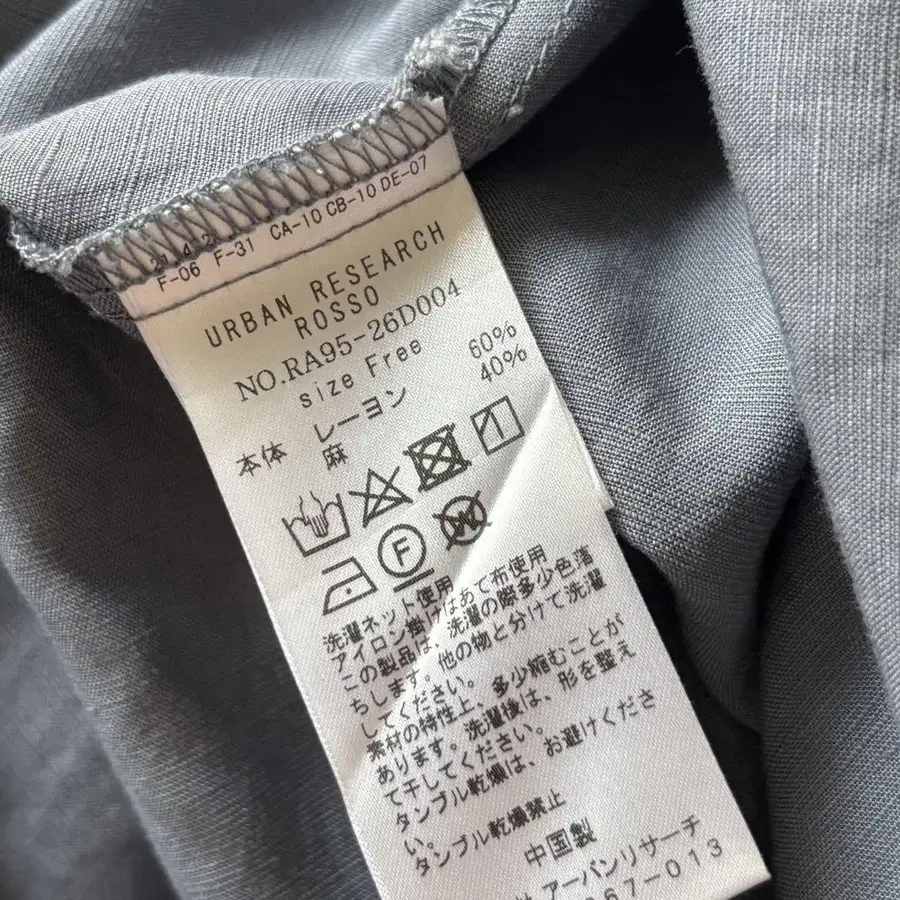 F-06 F-31 CA-10 CB-10 DE-07
URBAN RESEARCH
ROSSO
NO.RA95-26D004
size Free
本体 レーヨン 60%
麻 40%
F
W
洗濯ネット使用
アイロン掛けはあて布使用
この製品は、洗濯の際多少色落
ちします。他の物と分けて洗濯
してください。
素材の特性上、多少縮むことが
あります。洗濯後は、形を整え
て干してください。
タンブル乾燥は、お避けくださ
い。
タンブル乾燥禁止
中国製
アーバンリサーチ
67-013